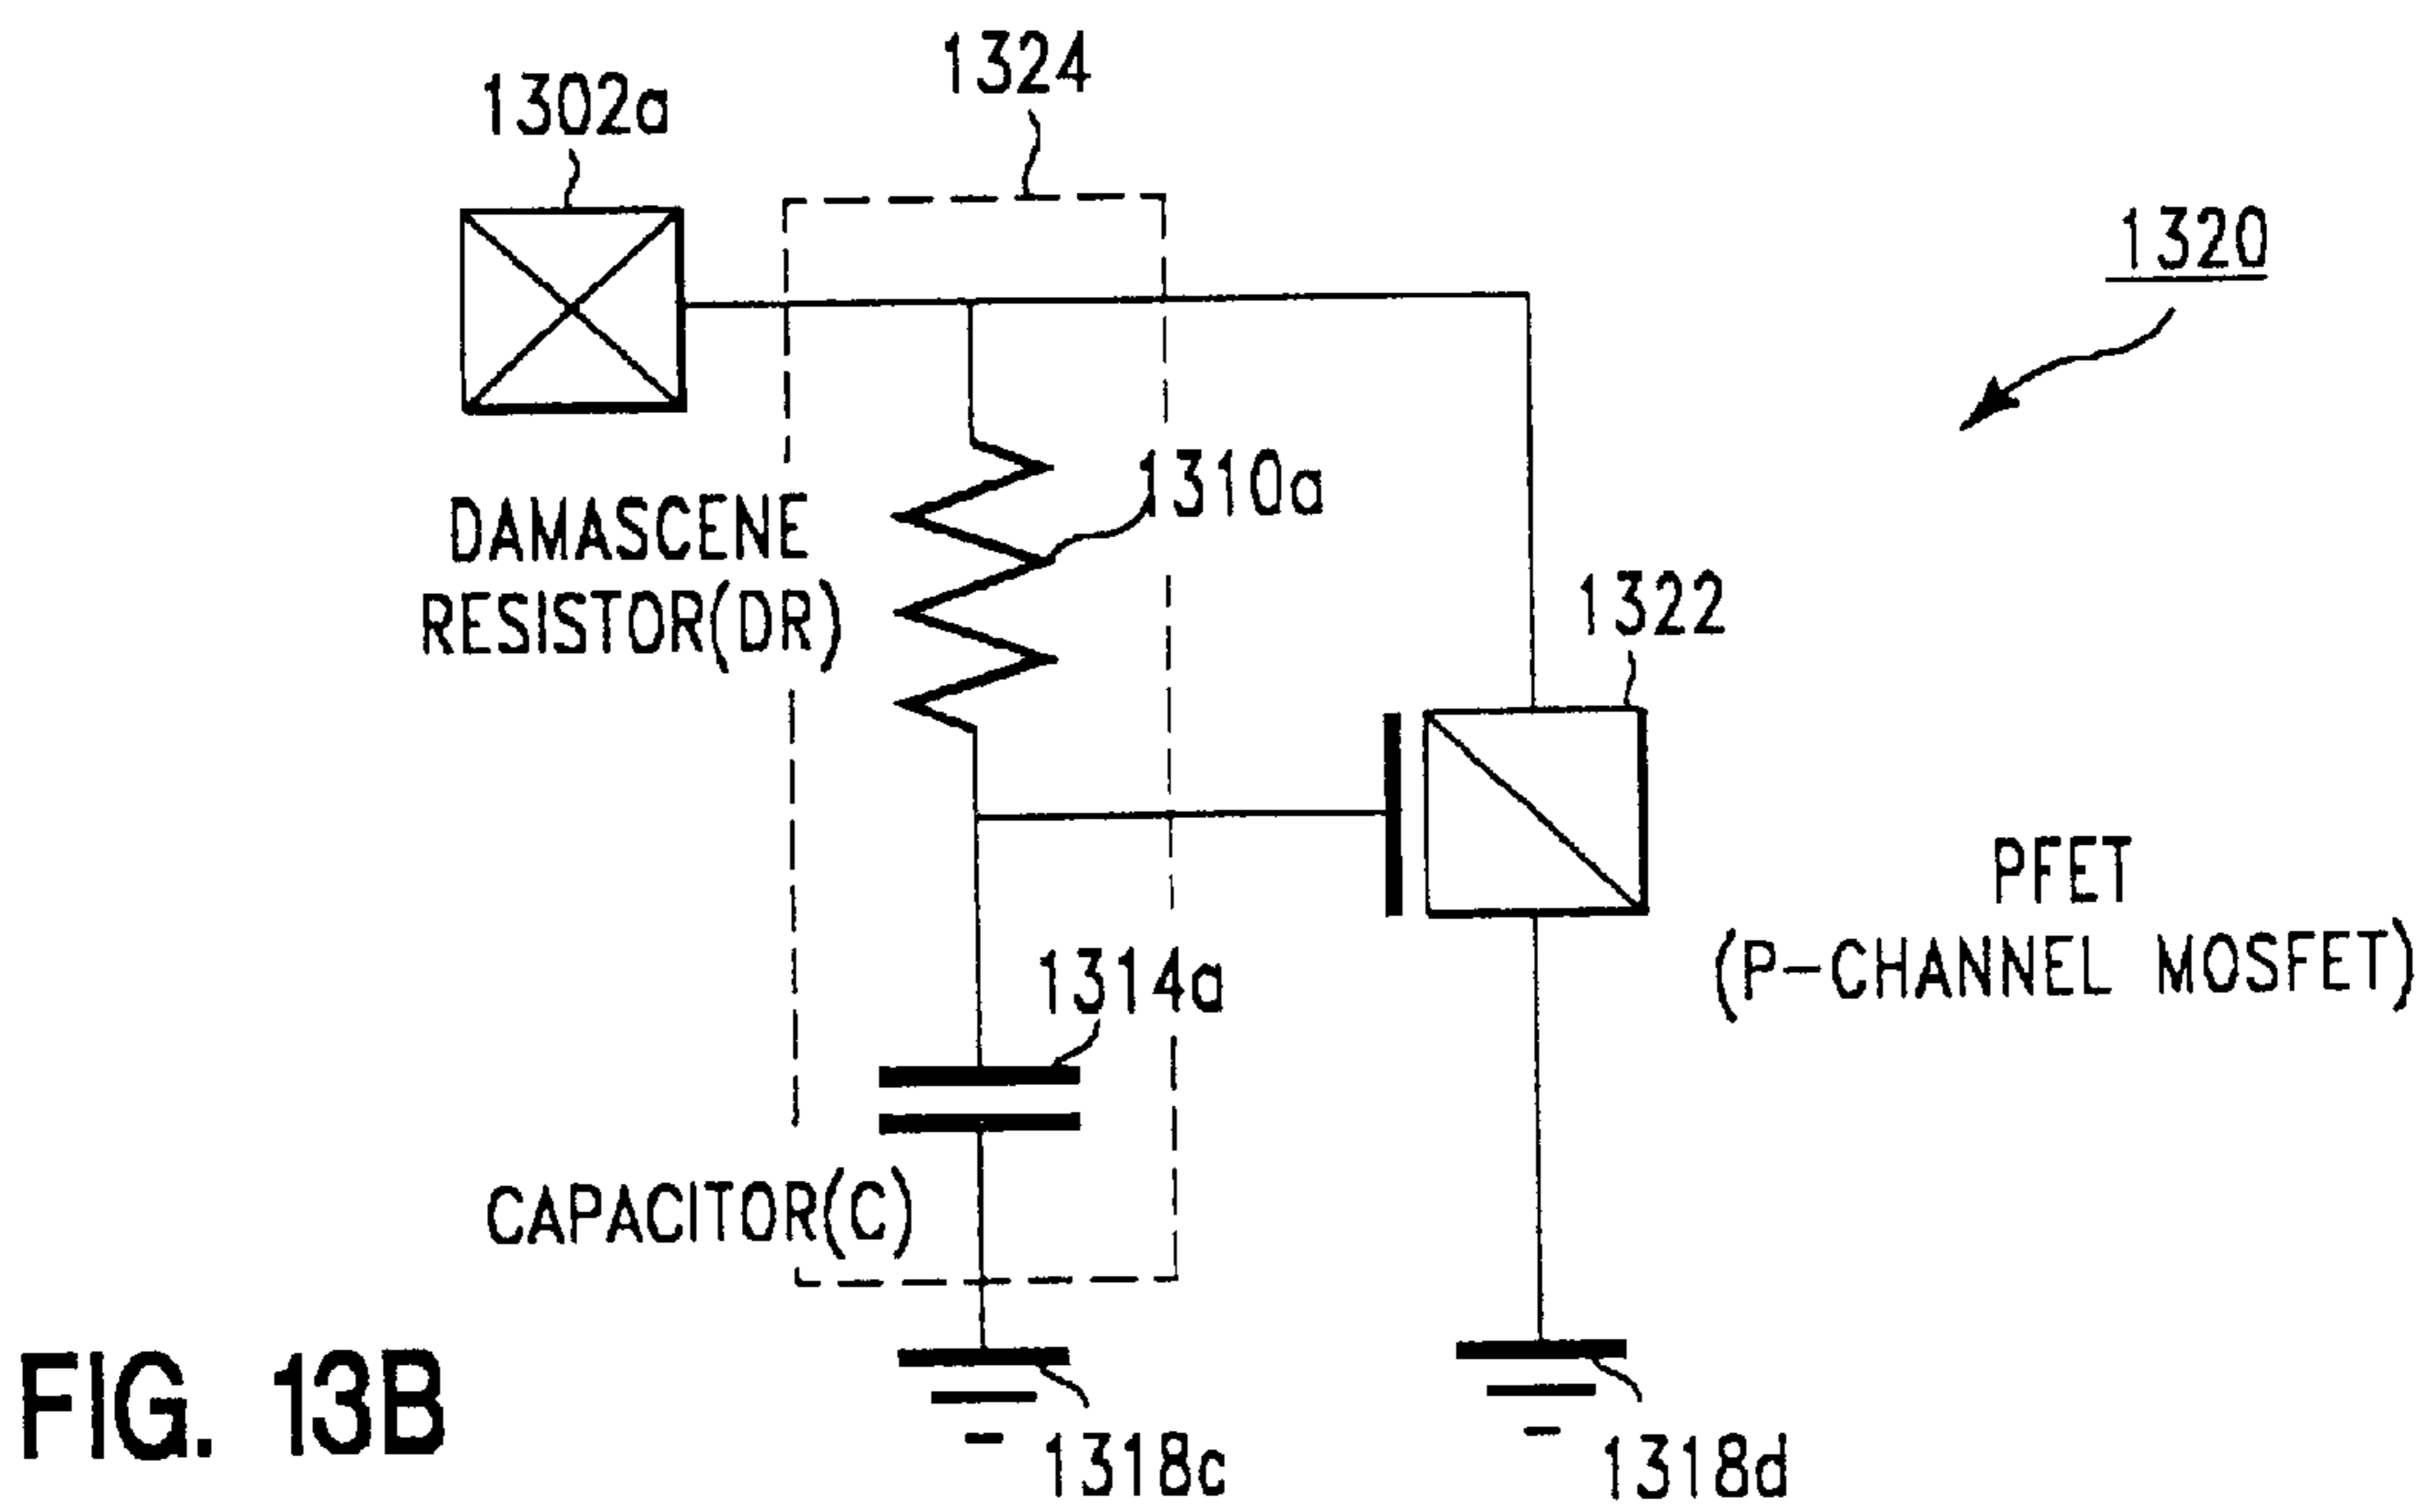 1324
1302a
1320
1310a
DAMASCENE
RESISTOR(DR)
1322
PFET
(P-CHANNEL MOSFET)
1314a
CAPACITOR(C)
FIG. 13B
1318c
1318d